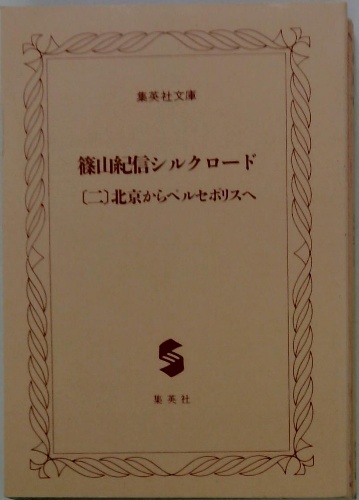 集英社文庫
篠山紀信シルクロード
〔二〕北京からペルセポリスへ
集英社